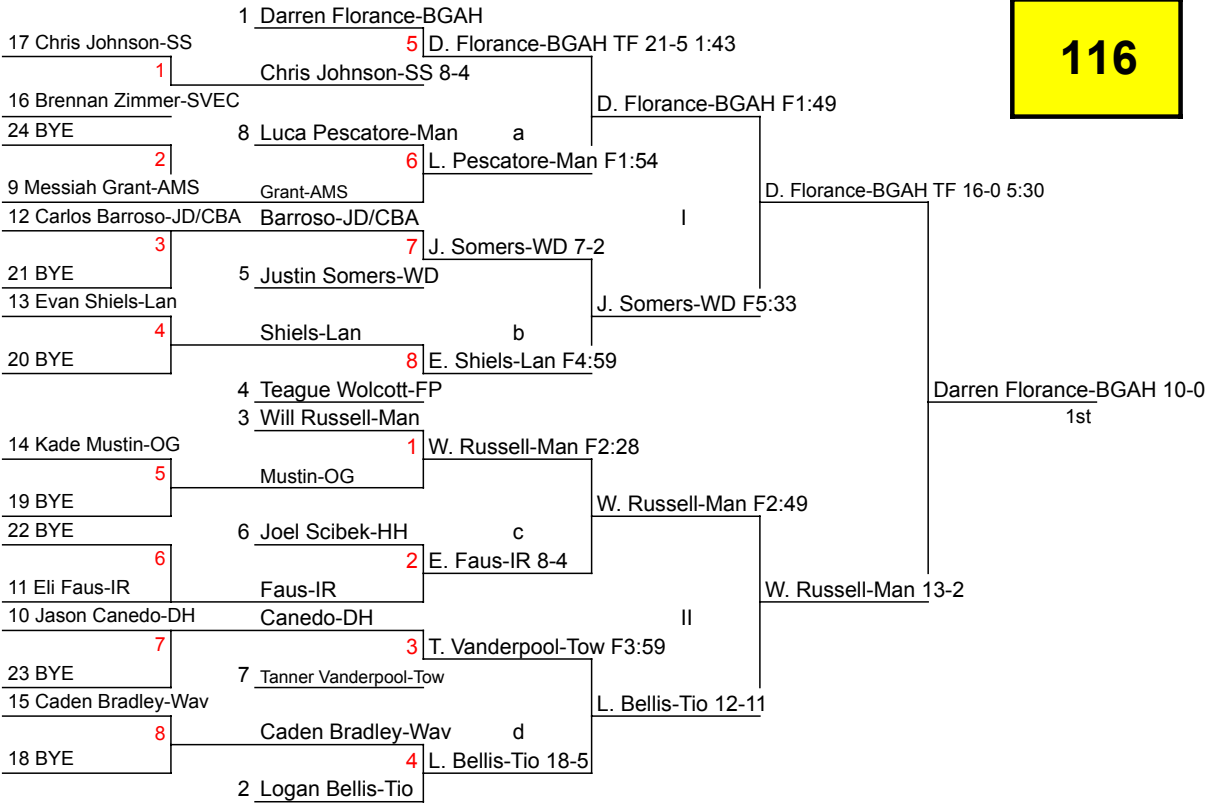 1 Darren Florance-BGAH
116
17 Chris Johnson-SS
5 D. Florance-BGAH TF 21-5 1:43
1
Chris Johnson-SS 8-4
16 Brennan Zimmer-SVEC
D. Florance-BGAH F1:49
24 BYE
8 Luca Pescatore-Man a
2
6 L. Pescatore-Man F1:54
9 Messiah Grant-AMS
Grant-AMS
D. Florance-BGAH TF 16-0 5:30
12 Carlos Barroso-JD/CBA
Barroso-JD/CBA
I
3
7 J. Somers-WD 7-2
21 BYE
5 Justin Somers-WD
13 Evan Shiels-Lan
J. Somers-WD F5:33
4
Shiels-Lan b
20 BYE
8 E. Shiels-Lan F4:59
4 Teague Wolcott-FP
Darren Florance-BGAH 10-0
3 Will Russell-Man
1st
14 Kade Mustin-OG
1 W. Russell-Man F2:28
5
Mustin-OG
19 BYE
W. Russell-Man F2:49
22 BYE
6 Joel Scibek-HH c
6
2 E. Faus-IR 8-4
11 Eli Faus-IR
Faus-IR
W. Russell-Man 13-2
10 Jason Canedo-DH
Canedo-DH
II
7
3 T. Vanderpool-Tow F3:59
23 BYE
7 Tanner Vanderpool-Tow
15 Caden Bradley-Wav
L. Bellis-Tio 12-11
8
Caden Bradley-Wav d
18 BYE
4 L. Bellis-Tio 18-5
2 Logan Bellis-Tio